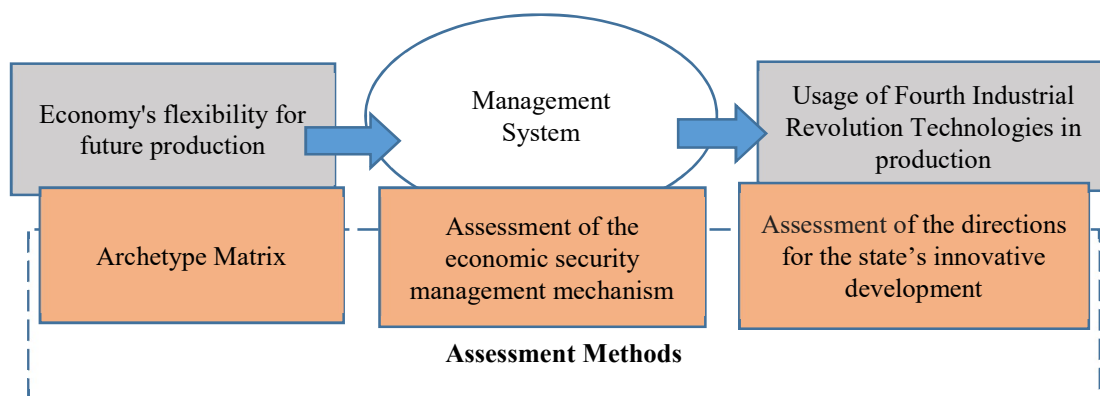 Economy's flexibility for
future production
Management
System
Usage of Fourth Industrial
Revolution Technologies in
production
Archetype Matrix
Assessment of the
economic security
management mechanism
Assessment of the directions
for the state’s innovative
development
Assessment Methods